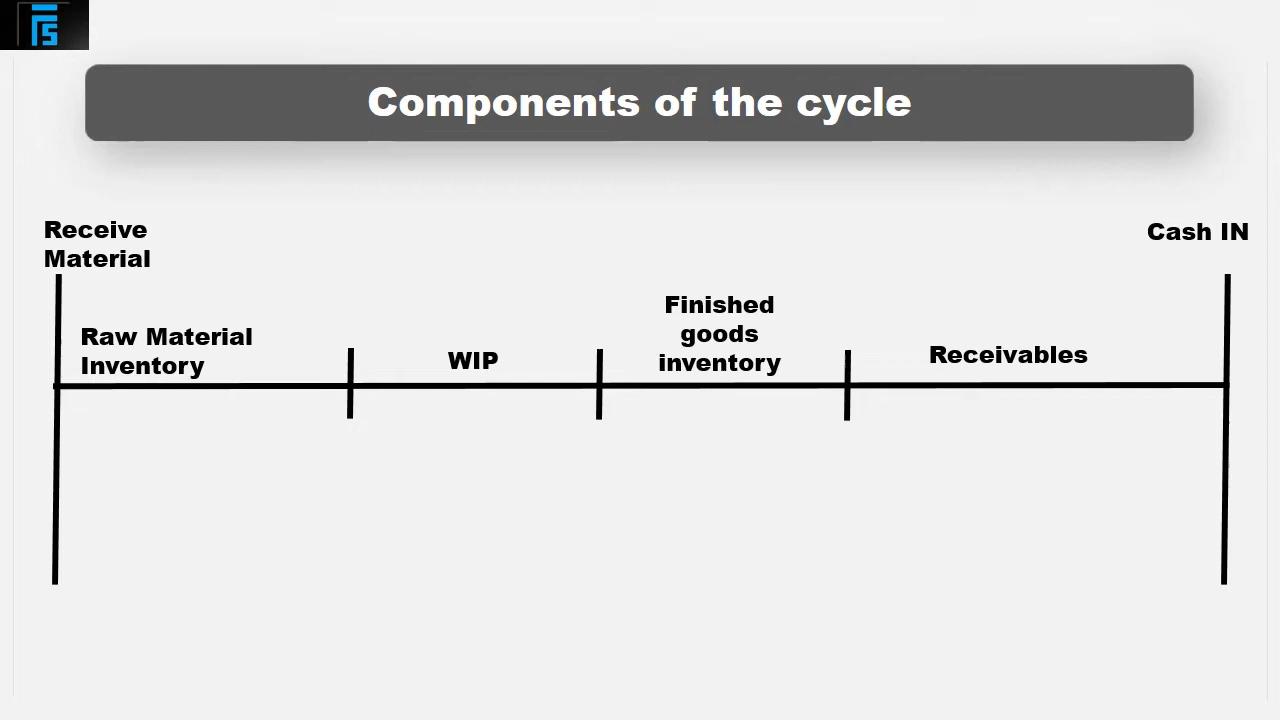 Components of the cycle
Receive
Material
Cash IN
Raw Material
Inventory
WIP
Finished
goods
inventory
Receivables